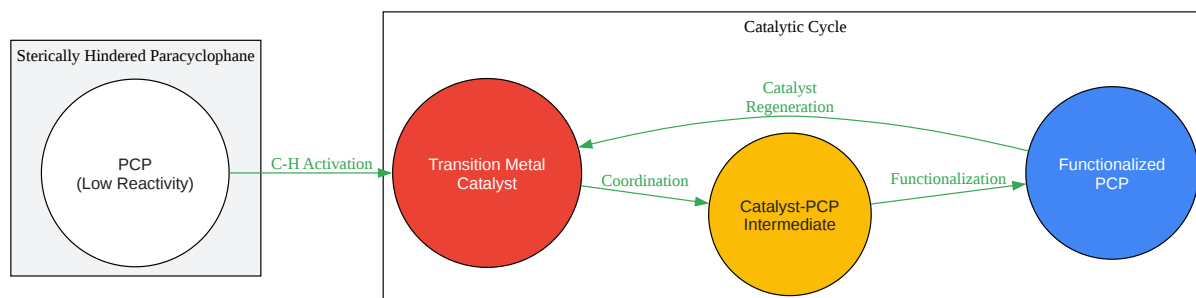 Sterically Hindered Paracyclophane
PCP
(Low Reactivity)
C-H Activation
Catalytic Cycle
Transition Metal
Catalyst
Coordination
Catalyst-PCP
Intermediate
Functionalization
Functionalized
PCP
Catalyst
Regeneration